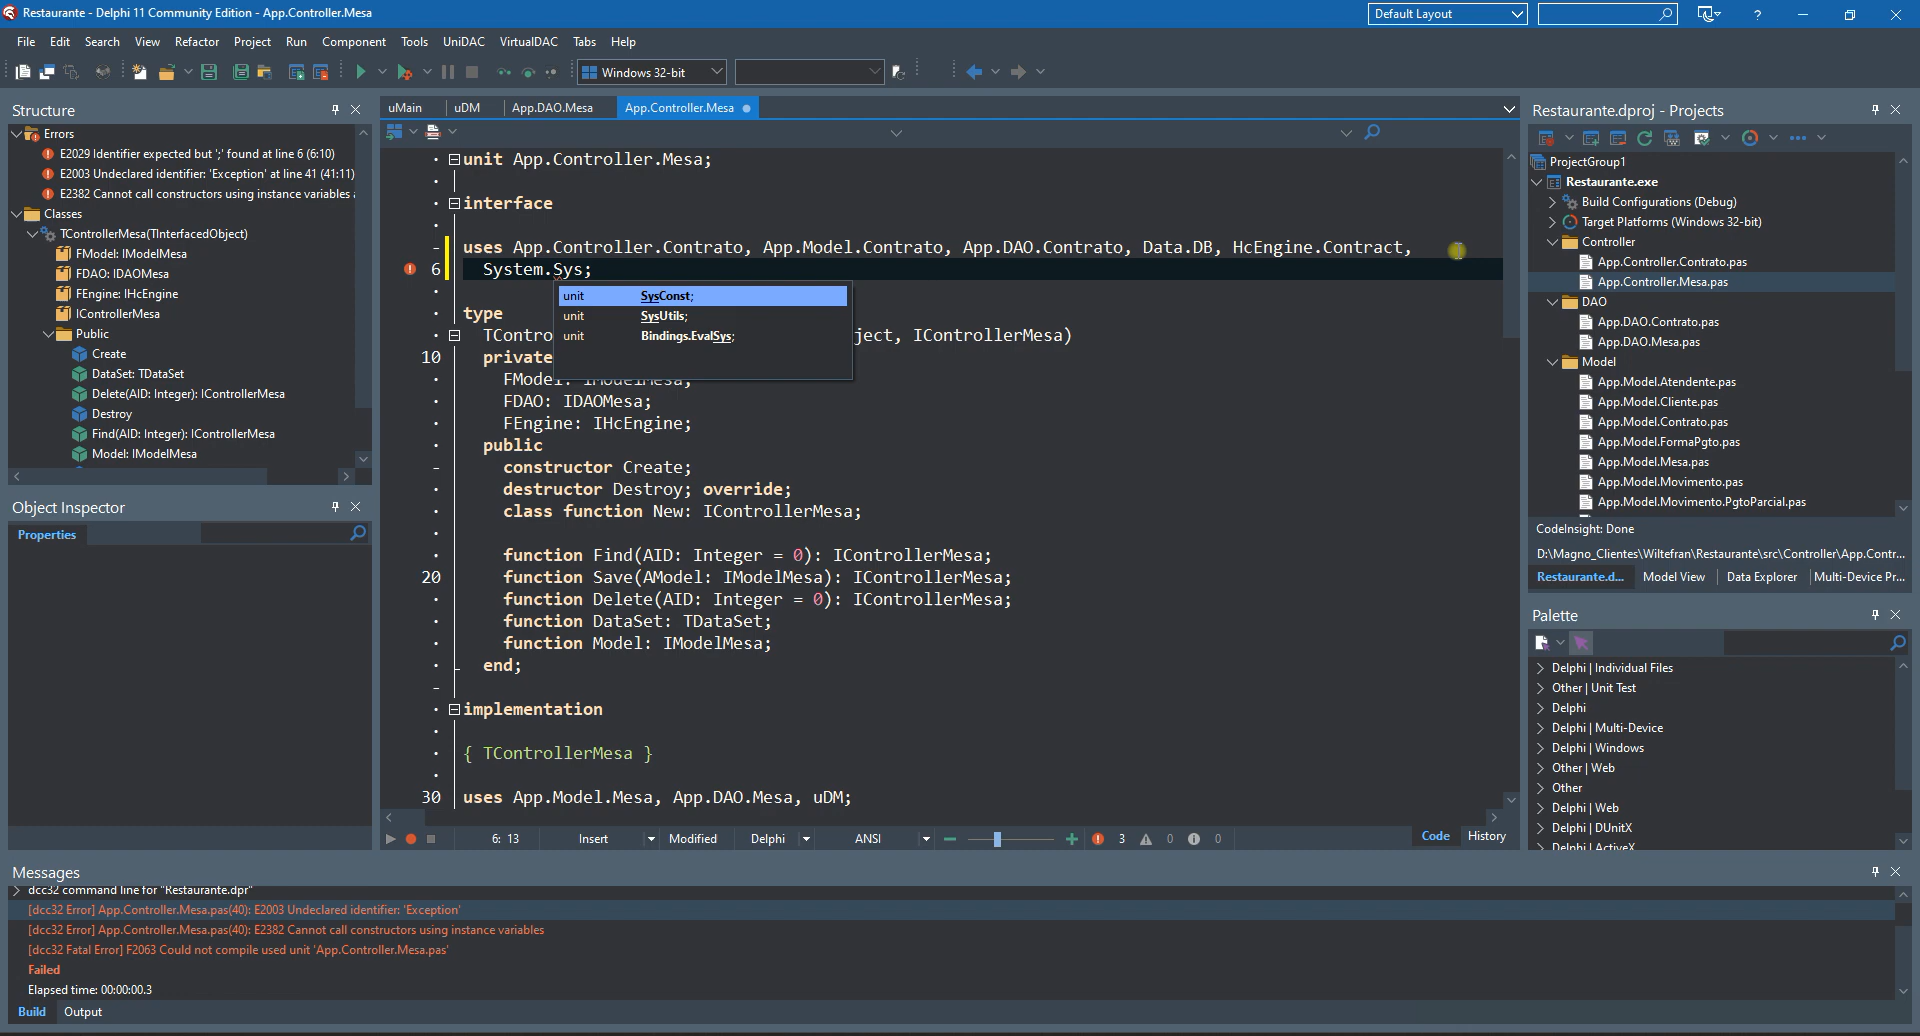 Restaurante - Delphi 11 Community Edition - App.Controller.Mesa
Default Layout
File Edit Search View Refactor Project Run Component Tools UniDAC VirtualDAC Tabs Help
Windows 32-bit
Structure
Errors
E2029 Identifier expected but ';' found at line 6 (6:10)
E2003 Undeclared identifier: 'Exception' at line 41 (41:11)
E2382 Cannot call constructors using instance variables a
Classes
TControllerMesa(TInterfacedObject)
FModel: IModelMesa
FDAO: IDAOMesa
FEngine: IHcEngine
IControllerMesa
Public
Create
DataSet: TDataSet
Delete(AID: Integer): IControllerMesa
Destroy
Find(AID: Integer): IControllerMesa
Model: IModelMesa
Object Inspector
Properties
uMain uDM App.DAO.Mesa App.Controller.Mesa
unit App.Controller.Mesa;
interface
uses App.Controller.Contrato, App.Model.Contrato, App.DAO.Contrato, Data.DB, HcEngine.Contract,
6 System.Sys;
unit SysConst;
unit SysUtils;
unit Bindings.EvalSys;
type
TContro ject, IControllerMesa)
10 private
FModel: IModelMesa;
FDAO: IDAOMesa;
FEngine: IHcEngine;
public
constructor Create;
destructor Destroy; override;
class function New: IControllerMesa;
function Find(AID: Integer = 0): IControllerMesa;
20 function Save(AModel: IModelMesa): IControllerMesa;
function Delete(AID: Integer = 0): IControllerMesa;
function DataSet: TDataSet;
function Model: IModelMesa;
end;
implementation
{ TControllerMesa }
30 uses App.Model.Mesa, App.DAO.Mesa, uDM;
6: 13 Insert Modified Delphi ANSI 3 0 0 Code History
Restaurante.dproj - Projects
ProjectGroup1
Restaurante.exe
Build Configurations (Debug)
Target Platforms (Windows 32-bit)
Controller
App.Controller.Contrato.pas
App.Controller.Mesa.pas
DAO
App.DAO.Contrato.pas
App.DAO.Mesa.pas
Model
App.Model.Atendente.pas
App.Model.Cliente.pas
App.Model.Contrato.pas
App.Model.FormaPgto.pas
App.Model.Mesa.pas
App.Model.Movimento.pas
App.Model.Movimento.PgtoParcial.pas
CodeInsight: Done
D:\Magno_Clientes\Wiltefran\Restaurante\src\Controller\App.Contr...
Restaurante.d... Model View Data Explorer Multi-Device Pr...
Palette
Delphi | Individual Files
Other | Unit Test
Delphi
Delphi | Multi-Device
Delphi | Windows
Other | Web
Other
Delphi | Web
Delphi | DUnitX
Delphi | ActiveX
Messages
dcc32 command line for "Restaurante.dpr"
[dcc32 Error] App.Controller.Mesa.pas(40): E2003 Undeclared identifier: 'Exception'
[dcc32 Error] App.Controller.Mesa.pas(40): E2382 Cannot call constructors using instance variables
[dcc32 Fatal Error] F2063 Could not compile used unit 'App.Controller.Mesa.pas'
Failed
Elapsed time: 00:00:00.3
Build Output